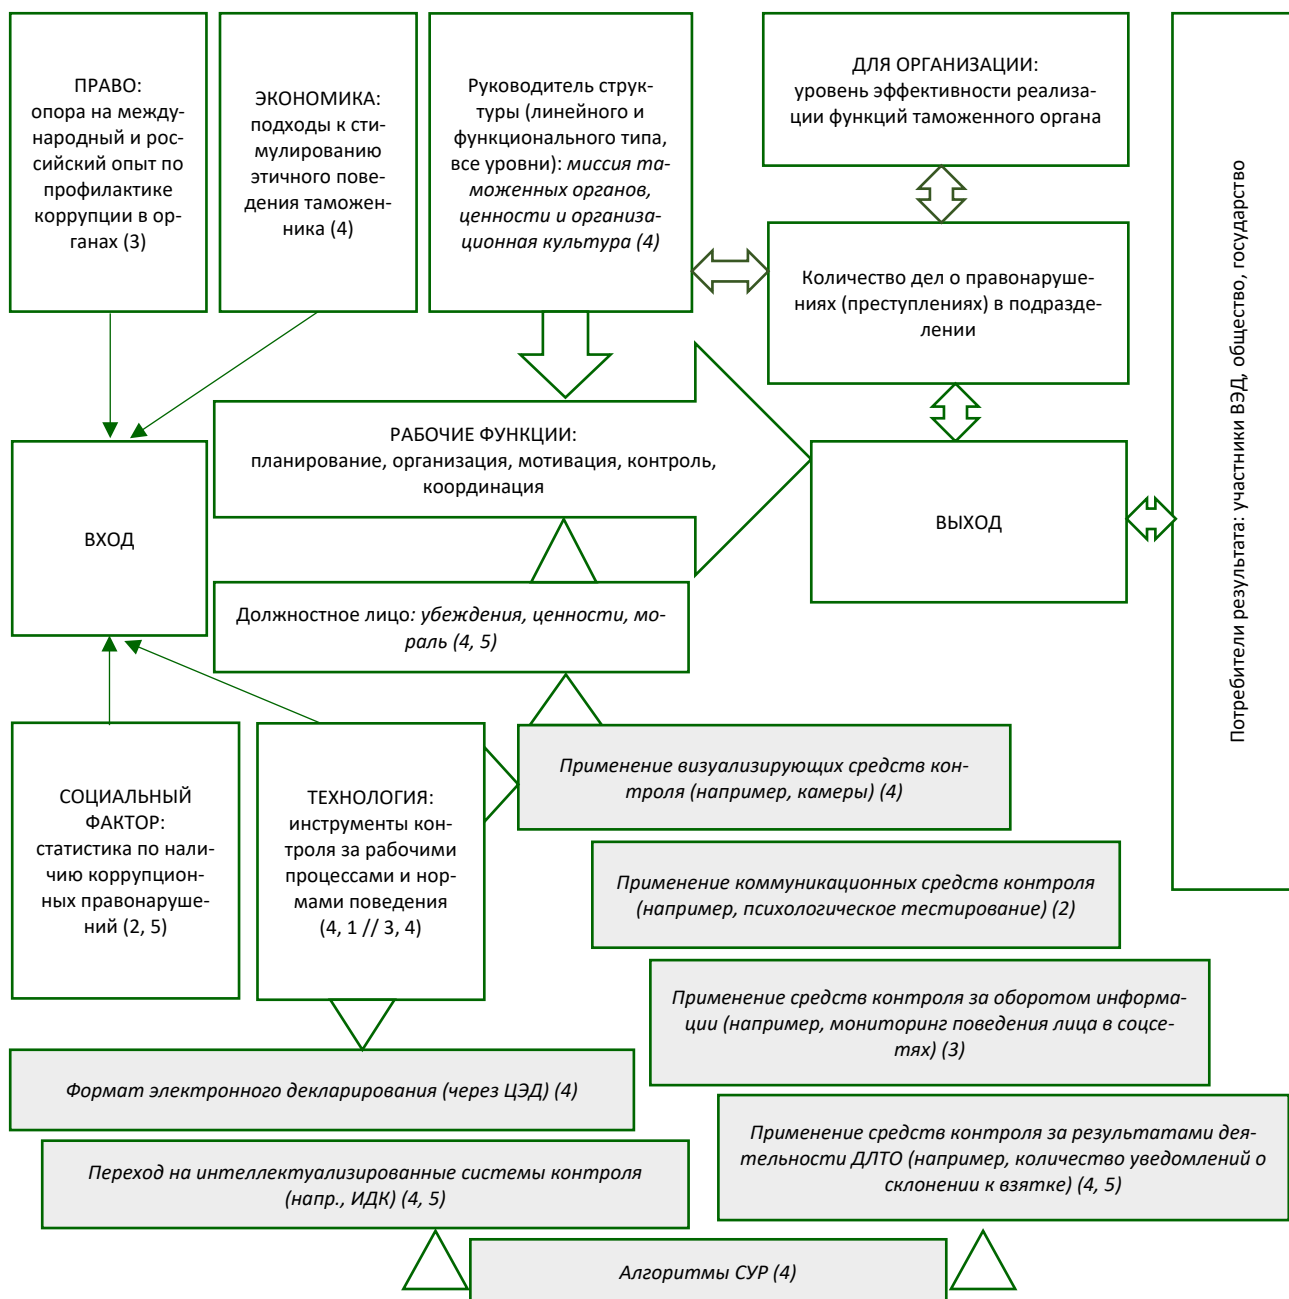 ПРАВО:
опора на между-
народный и рос-
сийский опыт по
профилактике
коррупции в ор-
ганах (3)
ЭКОНОМИКА:
подходы к сти-
мулированию
этичного пове-
дения таможен-
ника (4)
Руководитель струк-
туры (линейного и
функционального типа,
все уровни): миссия та-
моженных органов,
ценности и организа-
ционная культура (4)
ДЛЯ ОРГАНИЗАЦИИ:
уровень эффективности реализа-
ции функций таможенного органа
Количество дел о правонаруше-
ниях (преступлениях) в подразде-
лении
Потребители результата: участники ВЭД, общество, государство
РАБОЧИЕ ФУНКЦИИ:
планирование, организация, мотивация, контроль,
координация
ВХОД
ВЫХОД
Должностное лицо: убеждения, ценности, мо-
раль (4, 5)
СОЦИАЛЬНЫЙ
ФАКТОР:
статистика по нали-
чию коррупцион-
ных правонаруше-
ний (2, 5)
ТЕХНОЛОГИЯ:
инструменты кон-
троля за рабочими
процессами и нор-
мами поведения
(4, 1 // 3, 4)
Применение визуализирующих средств кон-
троля (например, камеры) (4)
Применение коммуникационных средств контроля
(например, психологическое тестирование) (2)
Применение средств контроля за оборотом информа-
ции (например, мониторинг поведения лица в соцсе-
тях) (3)
Формат электронного декларирования (через ЦЭД) (4)
Применение средств контроля за результатами дея-
тельности ДЛТО (например, количество уведомлений о
склонении к взятке) (4, 5)
Переход на интеллектуализированные системы контроля
(напр., ИДК) (4, 5)
Алгоритмы СУР (4)